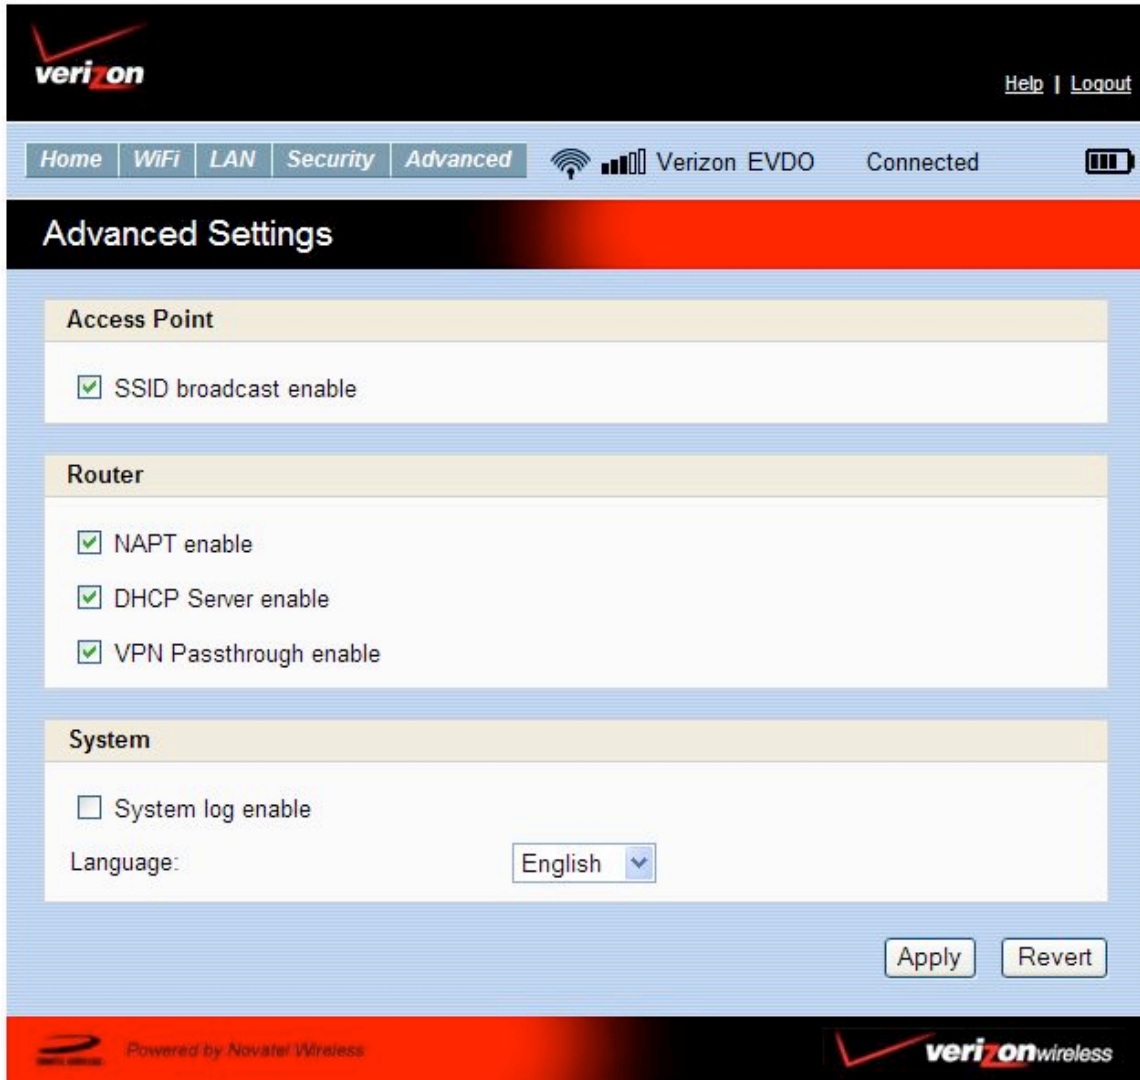 verizon
Help | Logout
Home WiFi LAN Security Advanced Verizon EVDO Connected
Advanced Settings
Access Point
SSID broadcast enable
Router
NAPT enable
DHCP Server enable
VPN Passthrough enable
System
System log enable
Language: English
Apply Revert
Powered by Novatel Wireless verizonwireless